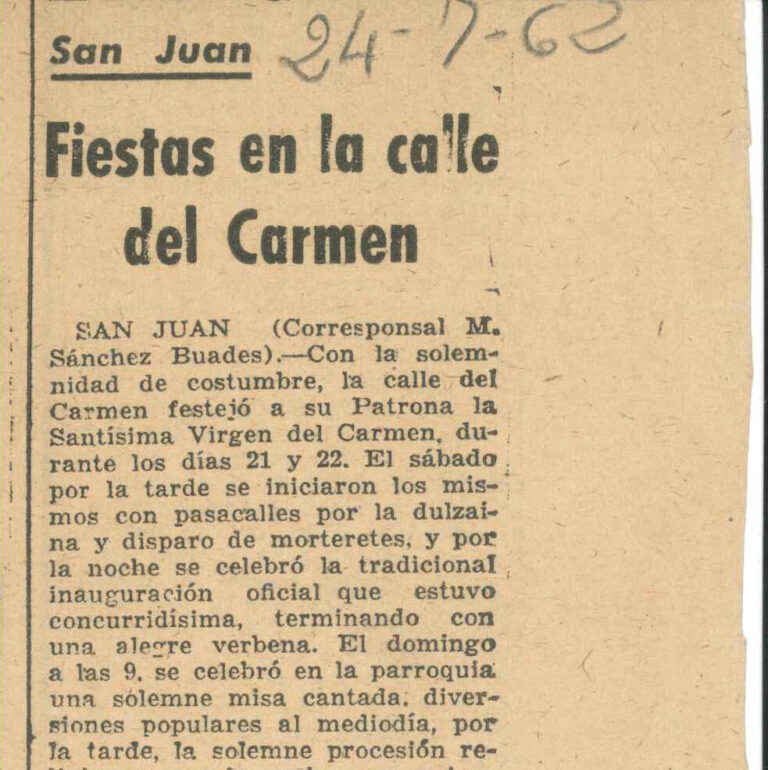 San Juan 24-7-62
Fiestas en la calle
del Carmen
SAN JUAN (Corresponsal M.
Sánchez Buades).—Con la solem-
nidad de costumbre, la calle del
Carmen festejó a su Patrona la
Santísima Virgen del Carmen, du-
rante los días 21 y 22. El sábado
por la tarde se iniciaron los mis-
mos con pasacalles por la dulzai-
na y disparo de morteretes, y por
la noche se celebró la tradicional
inauguración oficial que estuvo
concurridísima, terminando con
una alegre verbena. El domingo
a las 9, se celebró en la parroquia
una solemne misa cantada, diver-
siones populares al mediodía, por
la tarde, la solemne procesión re-